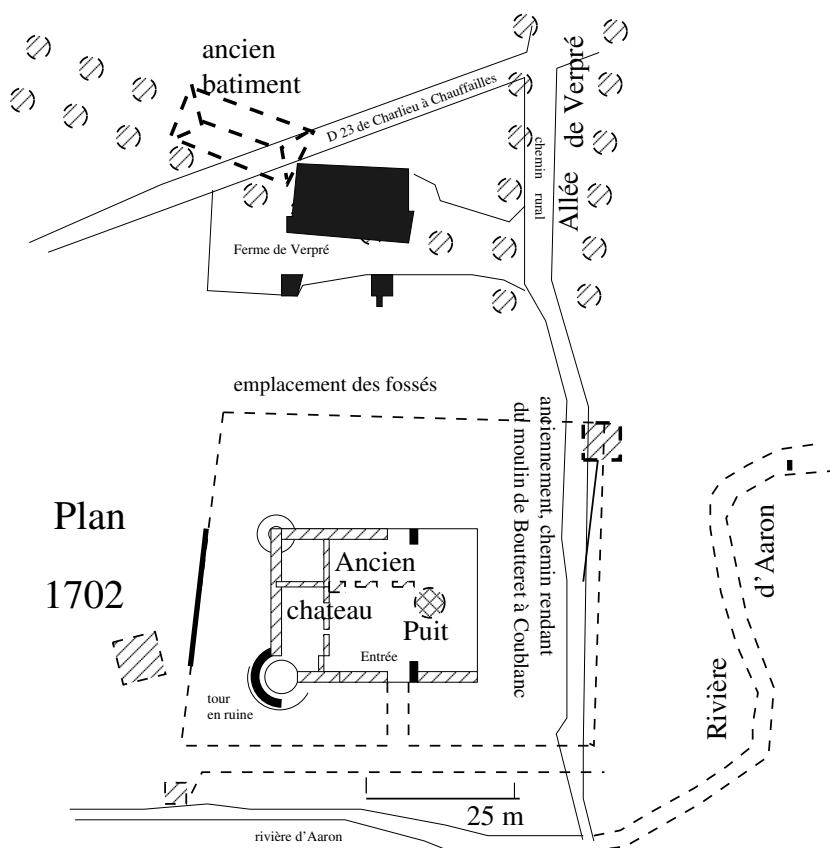 ancien
batiment
D 23 de Charlieu à Chauffailles
chemin rural
Allée de Verpré
Ferme de Verpré
emplacement des fossés
anciennement, chemin rendant
du moulin de Boutteret à Coublanc
Plan
1702
Ancien
chateau
Puit
Entrée
tour
en ruine
Rivière d'Aaron
25 m
rivière d'Aaron